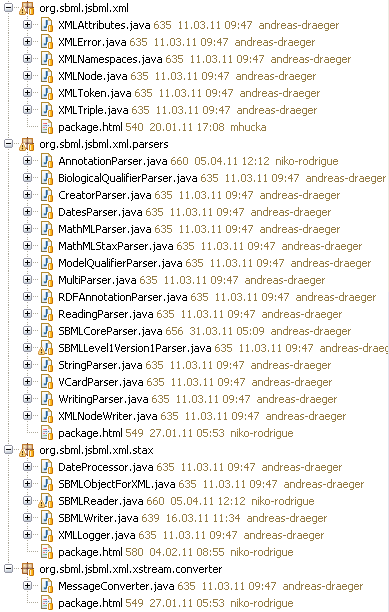 org.sbml.jsbml.xml
XMLAttributes.java 635 11.03.11 09:47 andreas-draeger
XMLError.java 635 11.03.11 09:47 andreas-draeger
XMLNamespaces.java 635 11.03.11 09:47 andreas-draeger
XMLNode.java 635 11.03.11 09:47 andreas-draeger
XMLToken.java 635 11.03.11 09:47 andreas-draeger
XMLTriple.java 635 11.03.11 09:47 andreas-draeger
package.html 540 20.01.11 17:08 mhucka
org.sbml.jsbml.xml.parsers
AnnotationParser.java 660 05.04.11 12:12 niko-rodrigue
BiologicalQualifierParser.java 635 11.03.11 09:47 andreas-draeger
CreatorParser.java 635 11.03.11 09:47 andreas-draeger
DatesParser.java 635 11.03.11 09:47 andreas-draeger
MathMLParser.java 635 11.03.11 09:47 andreas-draeger
MathMLStaxParser.java 635 11.03.11 09:47 andreas-draeger
ModelQualifierParser.java 635 11.03.11 09:47 andreas-draeger
MultiParser.java 635 11.03.11 09:47 andreas-draeger
RDFAnnotationParser.java 635 11.03.11 09:47 andreas-draeger
ReadingParser.java 635 11.03.11 09:47 andreas-draeger
SBMLCoreParser.java 656 31.03.11 05:09 andreas-draeger
SBMLLevel1Version1Parser.java 635 11.03.11 09:47 andreas-draeg
StringParser.java 635 11.03.11 09:47 andreas-draeger
VCardParser.java 635 11.03.11 09:47 andreas-draeger
WritingParser.java 635 11.03.11 09:47 andreas-draeger
XMLNodeWriter.java 635 11.03.11 09:47 andreas-draeger
package.html 549 27.01.11 05:53 niko-rodrigue
org.sbml.jsbml.xml.stax
DateProcessor.java 635 11.03.11 09:47 andreas-draeger
SBMLObjectForXML.java 635 11.03.11 09:47 andreas-draeger
SBMLReader.java 660 05.04.11 12:12 niko-rodrigue
SBMLWriter.java 639 16.03.11 11:34 andreas-draeger
XMLLogger.java 635 11.03.11 09:47 andreas-draeger
package.html 580 04.02.11 08:55 niko-rodrigue
org.sbml.jsbml.xml.xstream.converter
MessageConverter.java 635 11.03.11 09:47 andreas-draeger
package.html 549 27.01.11 05:53 niko-rodrigue